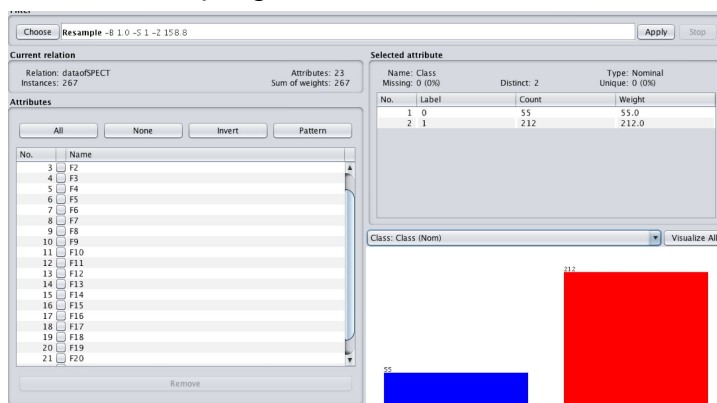 Choose Resample -B 1.0 -S 1 -Z 158.8 Apply Stop
Current relation
Relation: dataofSPECT Attributes: 23
Instances: 267 Sum of weights: 267
Attributes
All None Invert Pattern
No. Name
3 F2
4 F3
5 F4
6 F5
7 F6
8 F7
9 F8
10 F9
11 F10
12 F11
13 F12
14 F13
15 F14
16 F15
17 F16
18 F17
19 F18
20 F19
21 F20
Remove
Selected attribute
Name: Class Type: Nominal
Missing: 0 (0%) Distinct: 2 Unique: 0 (0%)
No. Label Count Weight
1 0 55 55.0
2 1 212 212.0
Class: Class (Nom) Visualize All
212
55